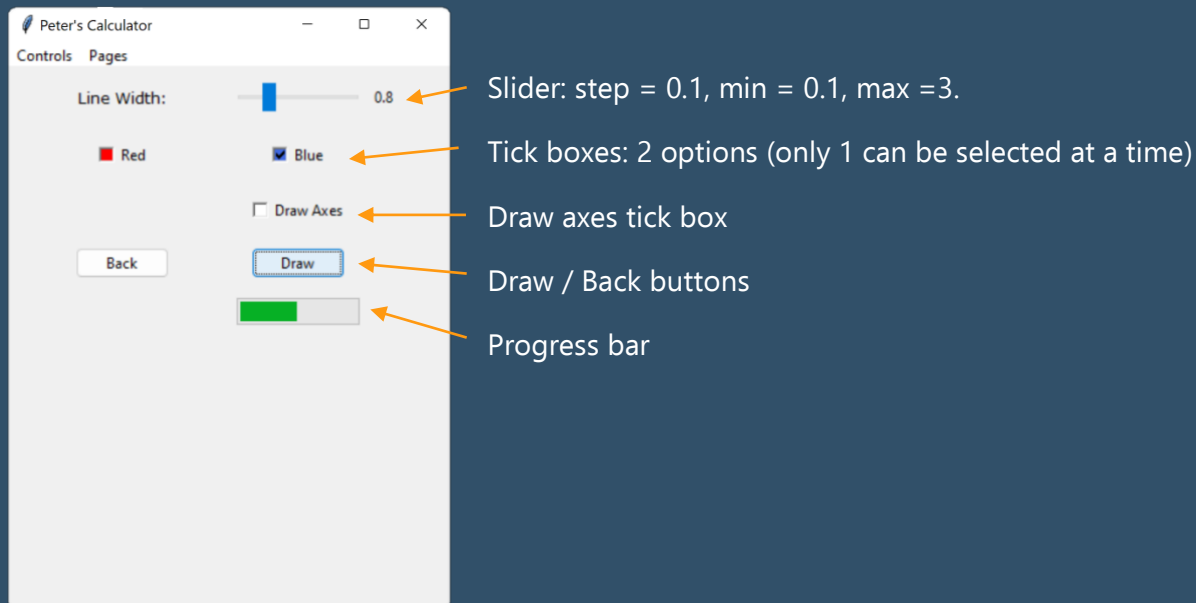 Peter's Calculator
Controls Pages
Line Width: 0.8
Slider: step = 0.1, min = 0.1, max =3.
Red Blue
Tick boxes: 2 options (only 1 can be selected at a time)
Draw Axes
Draw axes tick box
Back Draw
Draw / Back buttons
Progress bar